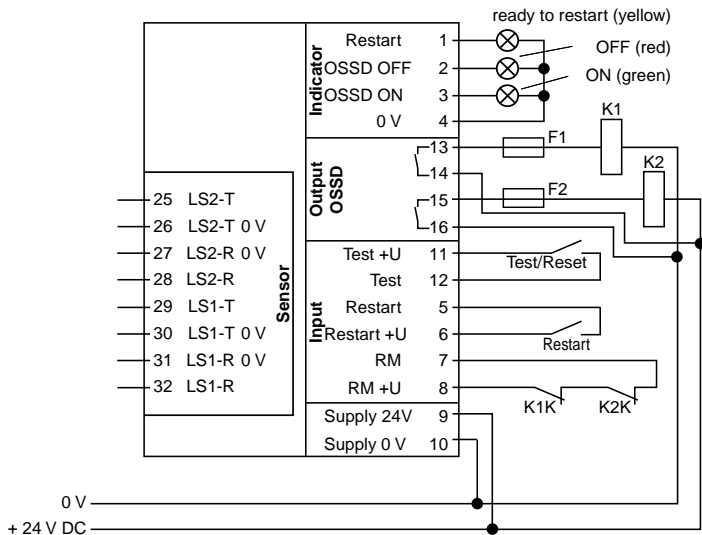 ready to restart (yellow)
OFF (red)
ON (green)
Indicator
Restart 1
OSSD OFF 2
OSSD ON 3
0 V 4
K1
K2
Output
OSSD
13 F1
14
15 F2
16
Sensor
25 LS2-T
26 LS2-T 0 V
27 LS2-R 0 V
28 LS2-R
29 LS1-T
30 LS1-T 0 V
31 LS1-R 0 V
32 LS1-R
Input
Test +U 11
Test 12
Test/Reset
Restart 5
Restart +U 6
Restart
RM 7
RM +U 8
K1K K2K
Supply 24V 9
Supply 0 V 10
0 V
+ 24 V DC